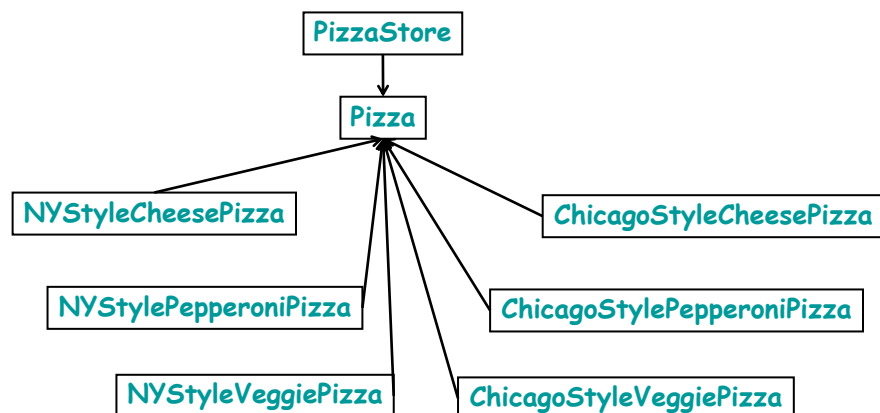 PizzaStore
Pizza
NYStyleCheesePizza
ChicagoStyleCheesePizza
NYStylePepperoniPizza
ChicagoStylePepperoniPizza
NYStyleVeggiePizza
ChicagoStyleVeggiePizza